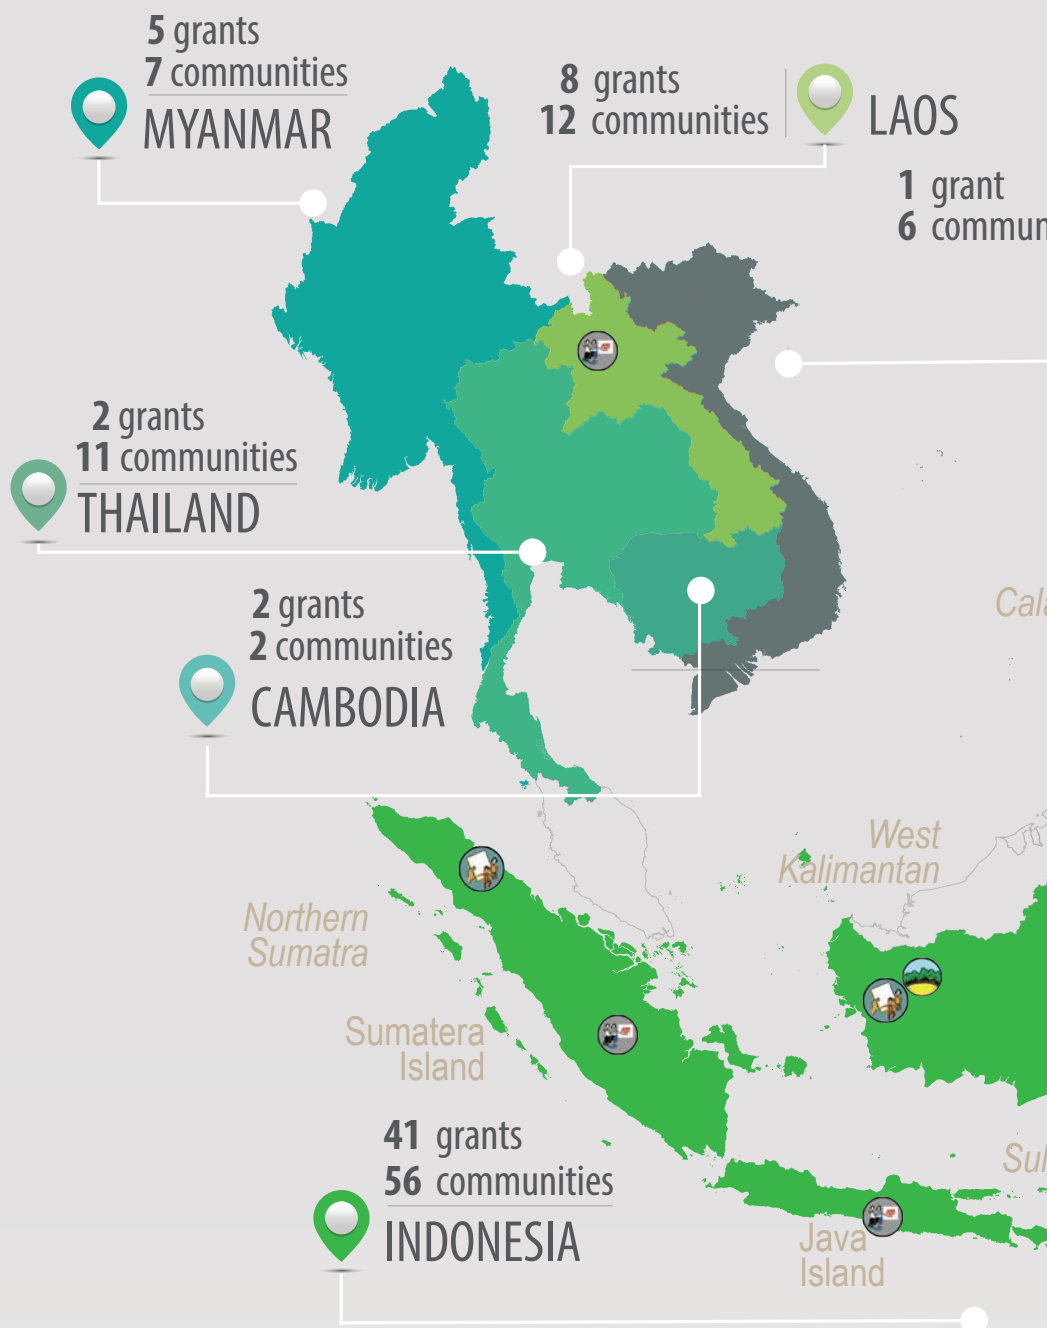 5 grants
7 communities
MYANMAR
8 grants
12 communities
LAOS
1 grant
6
2 grants
11 communities
THAILAND
2 grants
2 communities
CAMBODIA
West
Kalimantan
Northern
Sumatra
Sumatera
Island
41 grants
56 communities
INDONESIA
Java
Island